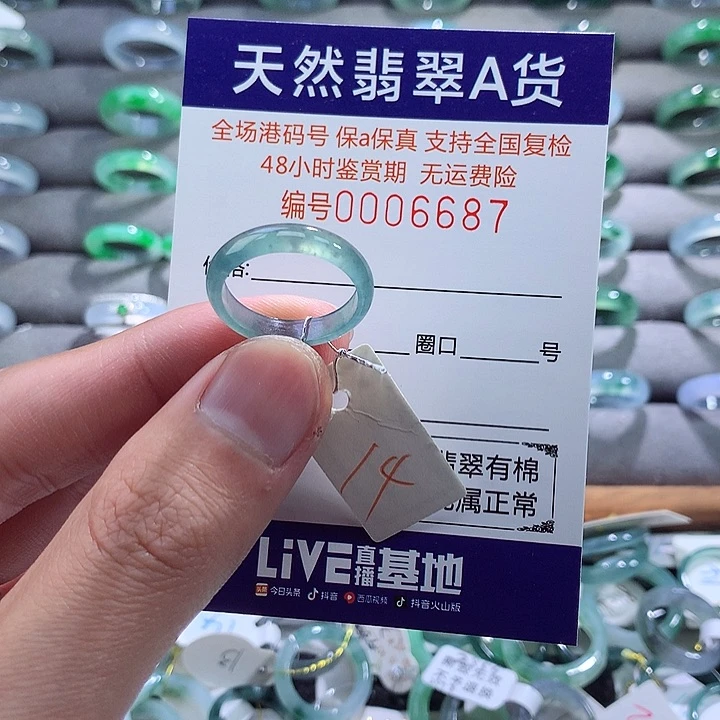 天然翡翠A货
全场港码号 保a保真 支持全国复检
48小时鉴赏期 无运费险
编号0006687
圈口 号
14
翡翠有棉
属正常
LiVE直播基地
头条 今日头条 抖音 西瓜视频 抖音火山版